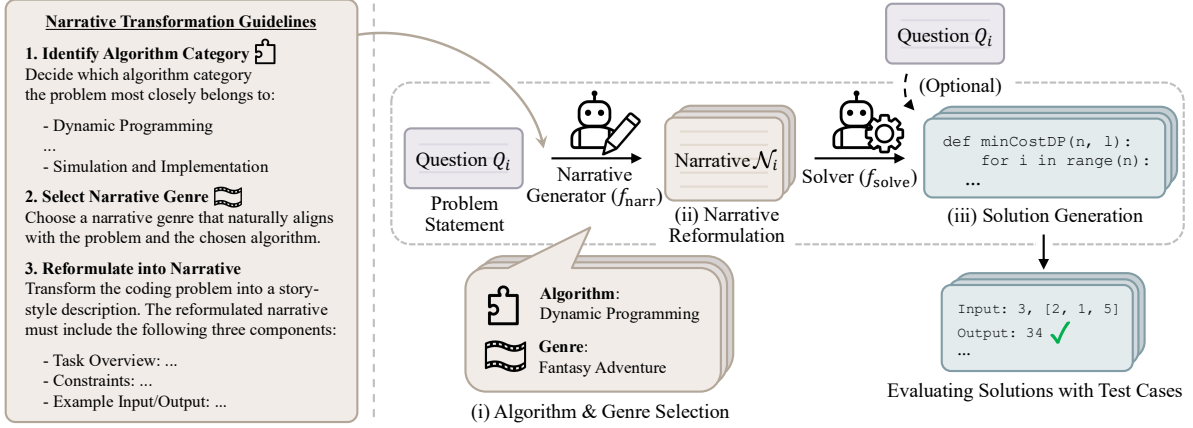 Narrative Transformation Guidelines
1. Identify Algorithm Category
Decide which algorithm category
the problem most closely belongs to:
- Dynamic Programming
...
- Simulation and Implementation
2. Select Narrative Genre
Choose a narrative genre that naturally aligns
with the problem and the chosen algorithm.
3. Reformulate into Narrative
Transform the coding problem into a story-
style description. The reformulated narrative
must include the following three components:
- Task Overview: ...
- Constraints: ...
- Example Input/Output: ...
Question Q_i
Problem
Statement
Narrative
Generator (f_narr)
Narrative N_i
(ii) Narrative
Reformulation
Solver (f_solve)
Question Q_i
(Optional)
def minCostDP(n, l):
for i in range(n):
...
(iii) Solution Generation
Algorithm:
Dynamic Programming
Genre:
Fantasy Adventure
(i) Algorithm & Genre Selection
Input: 3, [2, 1, 5]
Output: 34
...
Evaluating Solutions with Test Cases